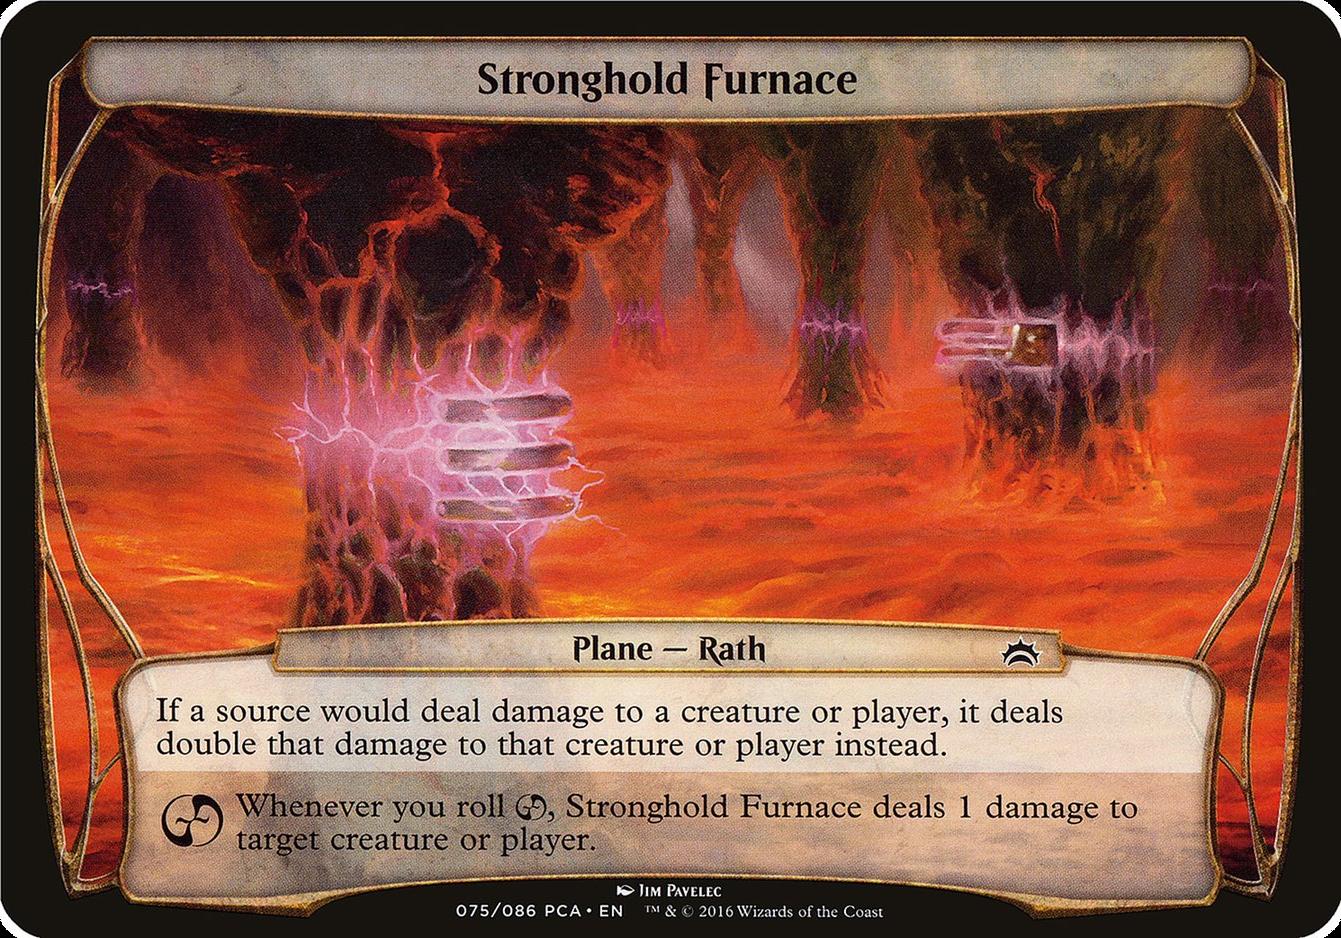 Stronghold Furnace
Plane — Rath
If a source would deal damage to a creature or player, it deals
double that damage to that creature or player instead.
Whenever you roll , Stronghold Furnace deals 1 damage to
target creature or player.
Jim Pavelec
075/086 PCA • EN ™ & © 2016 Wizards of the Coast